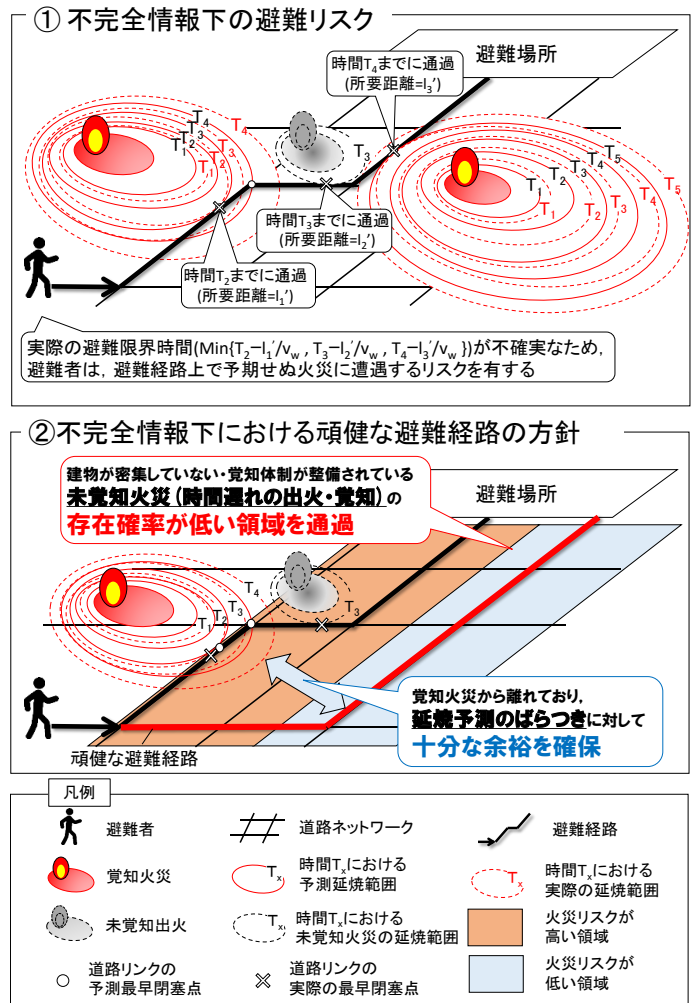 ① 不完全情報下の避難リスク
避難場所
時間T4までに通過
(所要距離=l3′)
T4
T3
T2
T1
T4
T3
T2
T1
T3
T1
T2
T3
T4
T5
T1
T2
T3
T4
T5
時間T3までに通過
(所要距離=l2′)
時間T2までに通過
(所要距離=l1′)
実際の避難限界時間(Min{T2−l1′/vw , T3−l2′/vw , T4−l3′/vw })が不確実なため,
避難者は,避難経路上で予期せぬ火災に遭遇するリスクを有する
②不完全情報下における頑健な避難経路の方針
建物が密集していない・覚知体制が整備されている
未覚知火災(時間遅れの出火・覚知)の
存在確率が低い領域を通過
避難場所
T4
T3
T2
T1
T3
覚知火災から離れており,
延焼予測のばらつきに対して
十分な余裕を確保
頑健な避難経路
凡例
避難者
道路ネットワーク
避難経路
覚知火災
Tx
時間Txにおける
予測延焼範囲
Tx
時間Txにおける
実際の延焼範囲
未覚知出火
Tx
時間Txにおける
未覚知火災の延焼範囲
火災リスクが
高い領域
道路リンクの
予測最早閉塞点
道路リンクの
実際の最早閉塞点
火災リスクが
低い領域